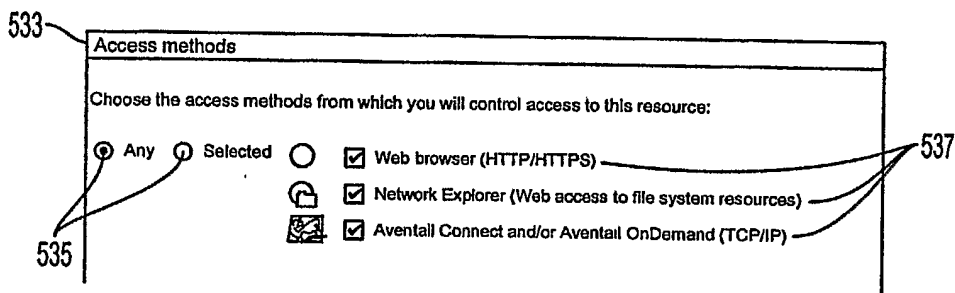 533
Access methods
Choose the access methods from which you will control access to this resource:
Any Selected Web browser (HTTP/HTTPS)
537
Network Explorer (Web access to file system resources)
Aventail Connect and/or Aventail OnDemand (TCP/IP)
535